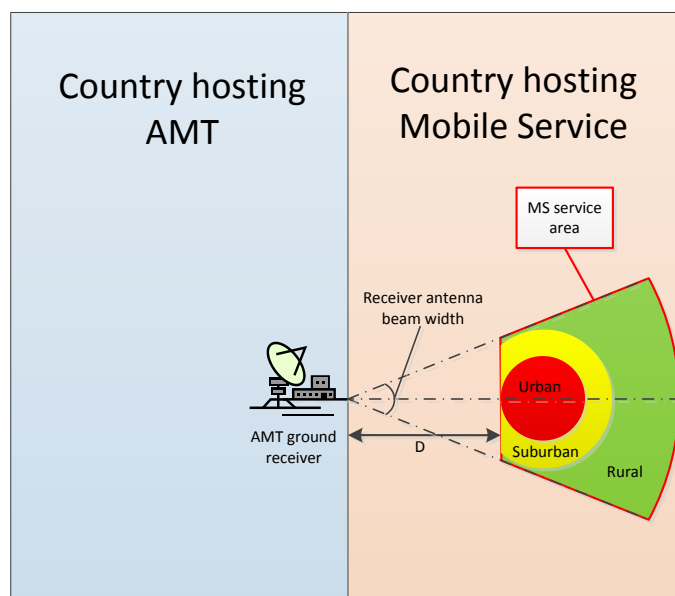 Country hosting
AMT
Country hosting
Mobile Service
MS service
area
Receiver antenna
beam width
Urban
AMT ground
receiver
D
Suburban
Rural